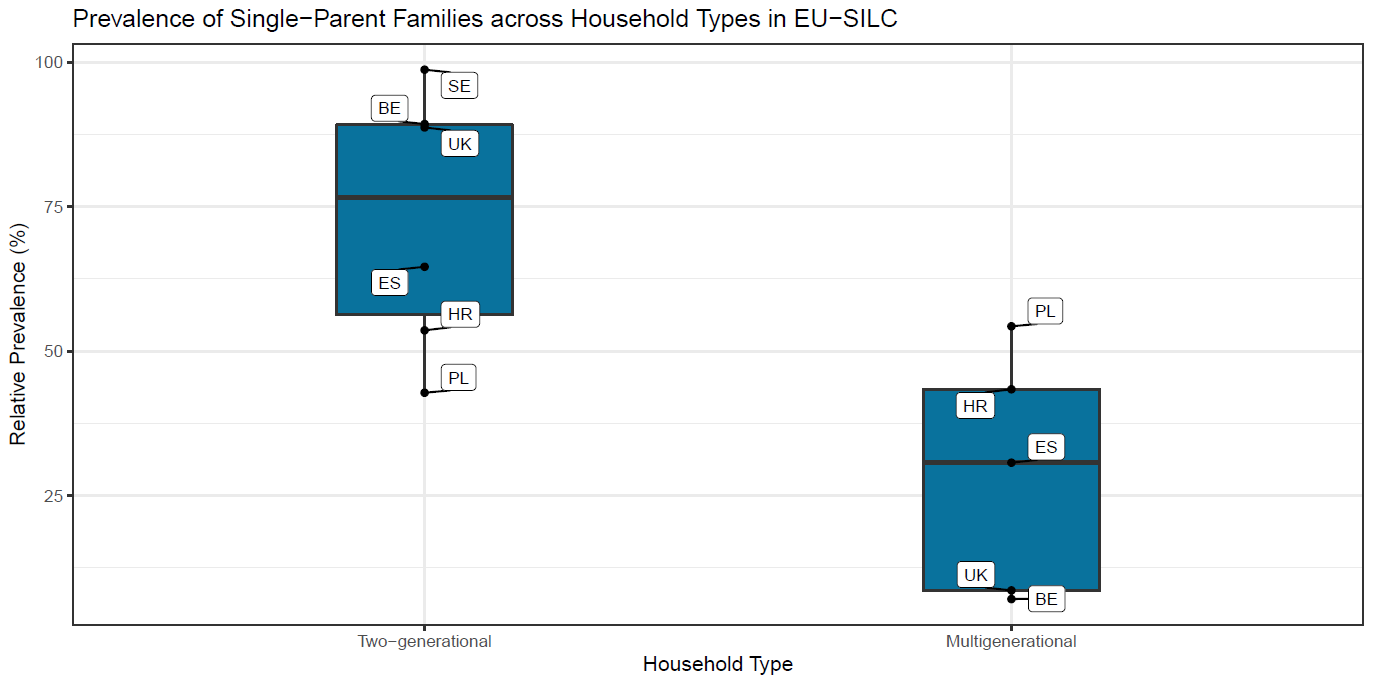 Prevalence of Single−Parent Families across Household Types in EU−SILC
Relative Prevalence (%)
100
75
50
25
SE
BE
UK
ES
HR
PL
PL
HR
ES
UK
BE
Two−generational
Multigenerational
Household Type